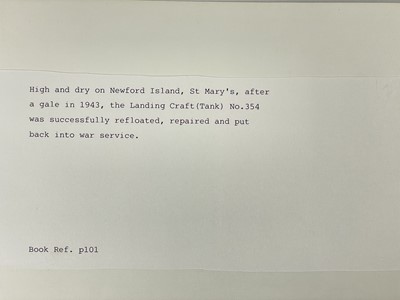 High and dry on Newford Island, St Mary's, after
a gale in 1943, the Landing Craft(Tank) No.354
was successfully refloated, repaired and put
back into war service.
Book Ref. p101